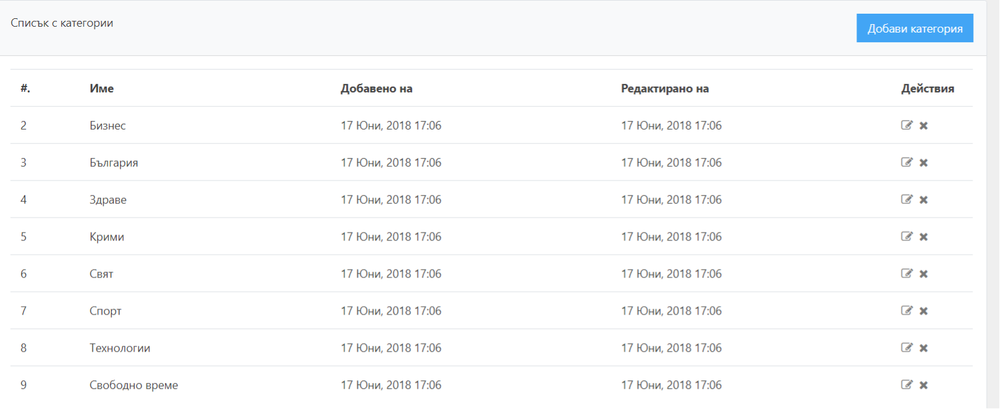 Списък с категории
Добави категория
#. Име Добавено на Редактирано на Действия
2 Бизнес 17 Юни, 2018 17:06 17 Юни, 2018 17:06
3 България 17 Юни, 2018 17:06 17 Юни, 2018 17:06
4 Здраве 17 Юни, 2018 17:06 17 Юни, 2018 17:06
5 Крими 17 Юни, 2018 17:06 17 Юни, 2018 17:06
6 Свят 17 Юни, 2018 17:06 17 Юни, 2018 17:06
7 Спорт 17 Юни, 2018 17:06 17 Юни, 2018 17:06
8 Технологии 17 Юни, 2018 17:06 17 Юни, 2018 17:06
9 Свободно време 17 Юни, 2018 17:06 17 Юни, 2018 17:06